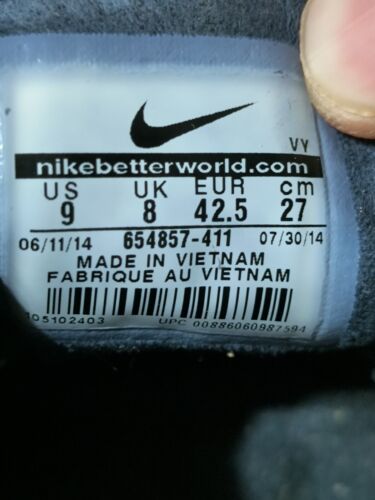 VY
nikebetterworld.com
US UK EUR cm
9 8 42.5 27
06/11/14 654857-411 07/30/14
MADE IN VIETNAM
FABRIQUE AU VIETNAM
05102403 UPC 00886060987594